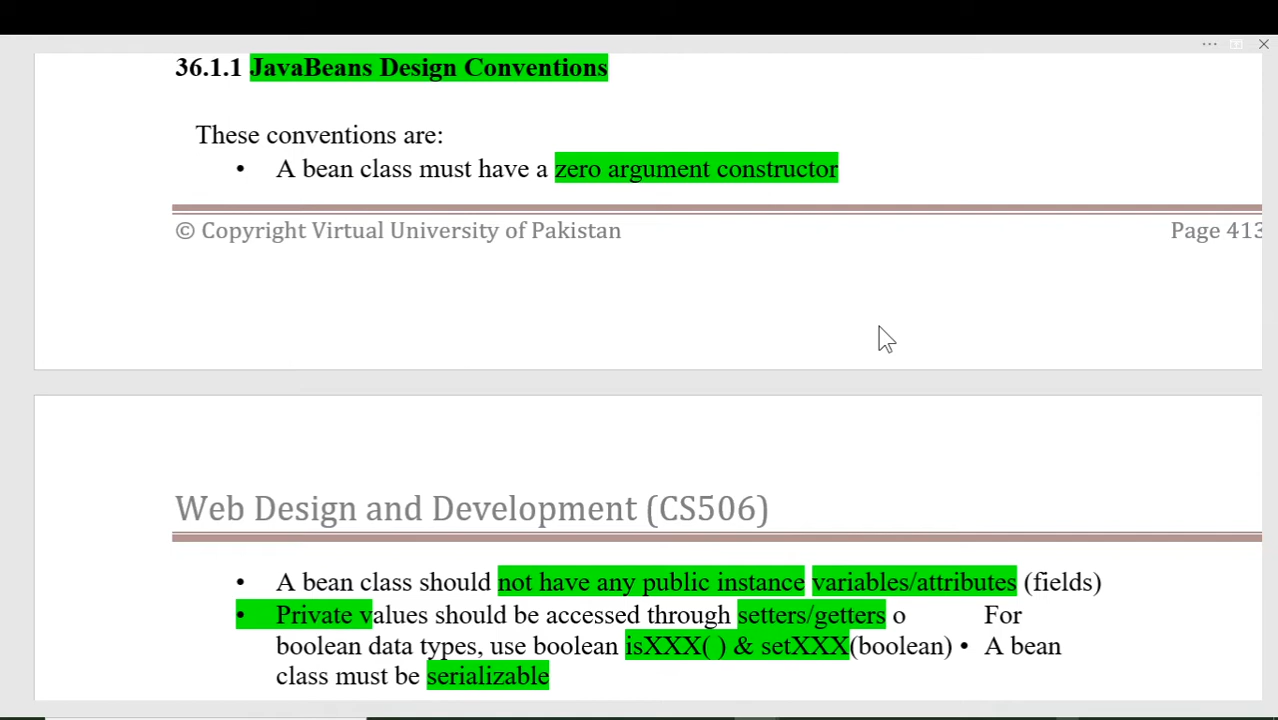 36.1.1 JavaBeans Design Conventions
These conventions are:
• A bean class must have a zero argument constructor
© Copyright Virtual University of Pakistan Page 413
Web Design and Development (CS506)
• A bean class should not have any public instance variables/attributes (fields)
• Private values should be accessed through setters/getters o For
boolean data types, use boolean isXXX( ) & setXXX(boolean) • A bean
class must be serializable